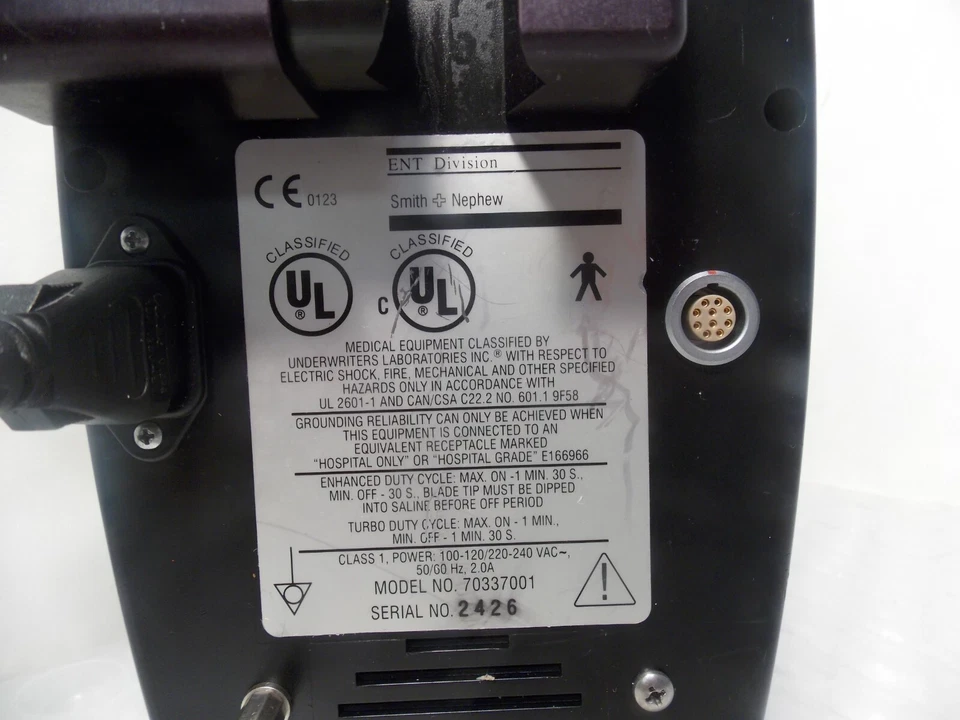 ENT Division
CE 0123
Smith + Nephew
CLASSIFIED
UL
®
CLASSIFIED
C UL
®
MEDICAL EQUIPMENT CLASSIFIED BY
UNDERWRITERS LABORATORIES INC.® WITH RESPECT TO
ELECTRIC SHOCK, FIRE, MECHANICAL AND OTHER SPECIFIED
HAZARDS ONLY IN ACCORDANCE WITH
UL 2601-1 AND CAN/CSA C22.2 NO. 601.1 9F58
GROUNDING RELIABILITY CAN ONLY BE ACHIEVED WHEN
THIS EQUIPMENT IS CONNECTED TO AN
EQUIVALENT RECEPTACLE MARKED
“HOSPITAL ONLY” OR “HOSPITAL GRADE” E166966
ENHANCED DUTY CYCLE: MAX. ON -1 MIN. 30 S.,
MIN. OFF - 30 S., BLADE TIP MUST BE DIPPED
INTO SALINE BEFORE OFF PERIOD
TURBO DUTY CYCLE: MAX. ON - 1 MIN.,
MIN. OFF - 1 MIN. 30 S.
CLASS 1, POWER: 100-120/220-240 VAC~,
50/60 Hz, 2.0A
MODEL NO. 70337001
SERIAL NO. 2426